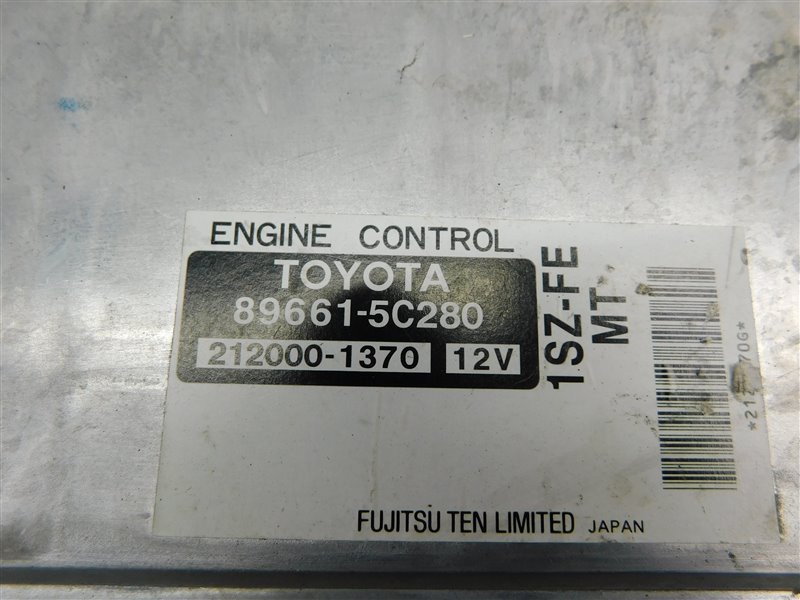 ENGINE CONTROL
TOYOTA
89661-5C280
212000-1370 12V
1SZ-FE
MT
FUJITSU TEN LIMITED JAPAN